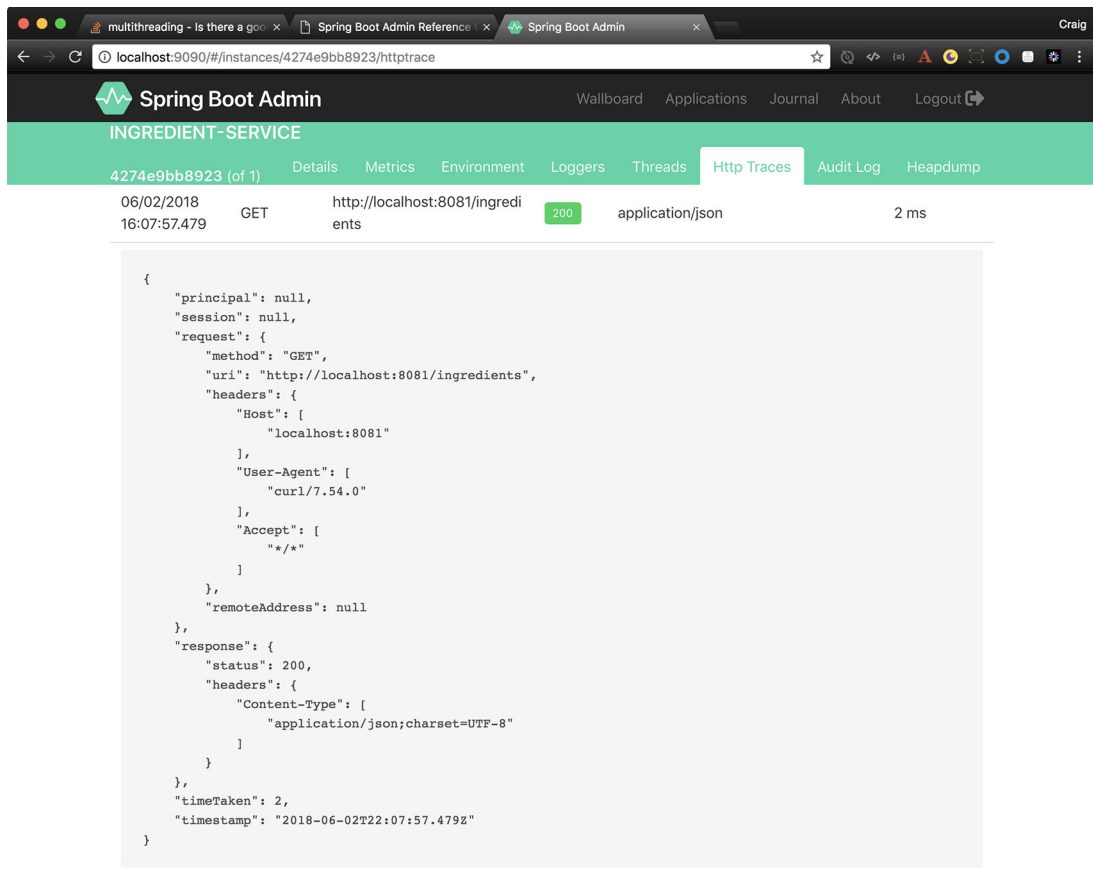 multithreading - Is there a goo
Spring Boot Admin Reference
Spring Boot Admin
Craig
localhost:9090/#/instances/4274e9bb8923/httptrace
Spring Boot Admin
Wallboard Applications Journal About Logout
INGREDIENT-SERVICE
4274e9bb8923 (of 1) Details Metrics Environment Loggers Threads Http Traces Audit Log Heapdump
06/02/2018 GET http://localhost:8081/ingredi 200 application/json 2 ms
16:07:57.479 ents
{
    "principal": null,
    "session": null,
    "request": {
        "method": "GET",
        "uri": "http://localhost:8081/ingredients",
        "headers": {
            "Host": [
                "localhost:8081"
            ],
            "User-Agent": [
                "curl/7.54.0"
            ],
            "Accept": [
                "*/*"
            ]
        },
        "remoteAddress": null
    },
    "response": {
        "status": 200,
        "headers": {
            "Content-Type": [
                "application/json;charset=UTF-8"
            ]
        }
    },
    "timeTaken": 2,
    "timestamp": "2018-06-02T22:07:57.479Z"
}